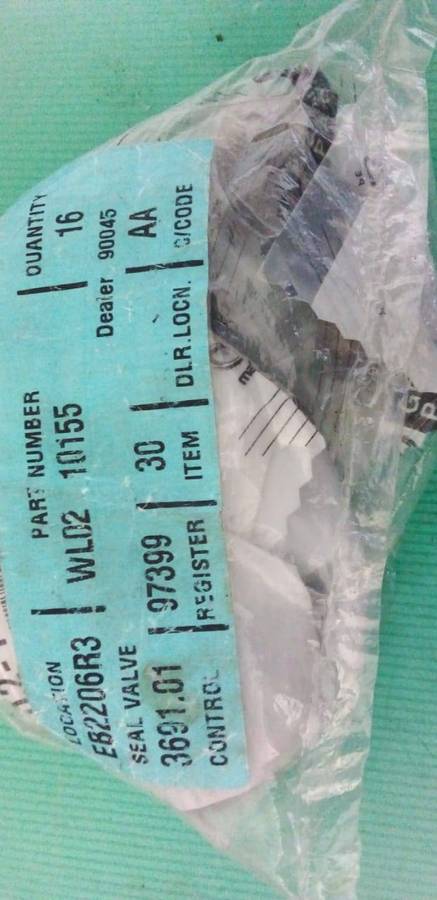 LOCATION | PART NUMBER | QUANTITY
EB2206R3 | WL02 10155 | 16
SEAL VALVE Dealer 90045
3691.01 | 97399 | 30 | AA
CONTROL | REGISTER | ITEM | DLR.LOCN. | O/CODE